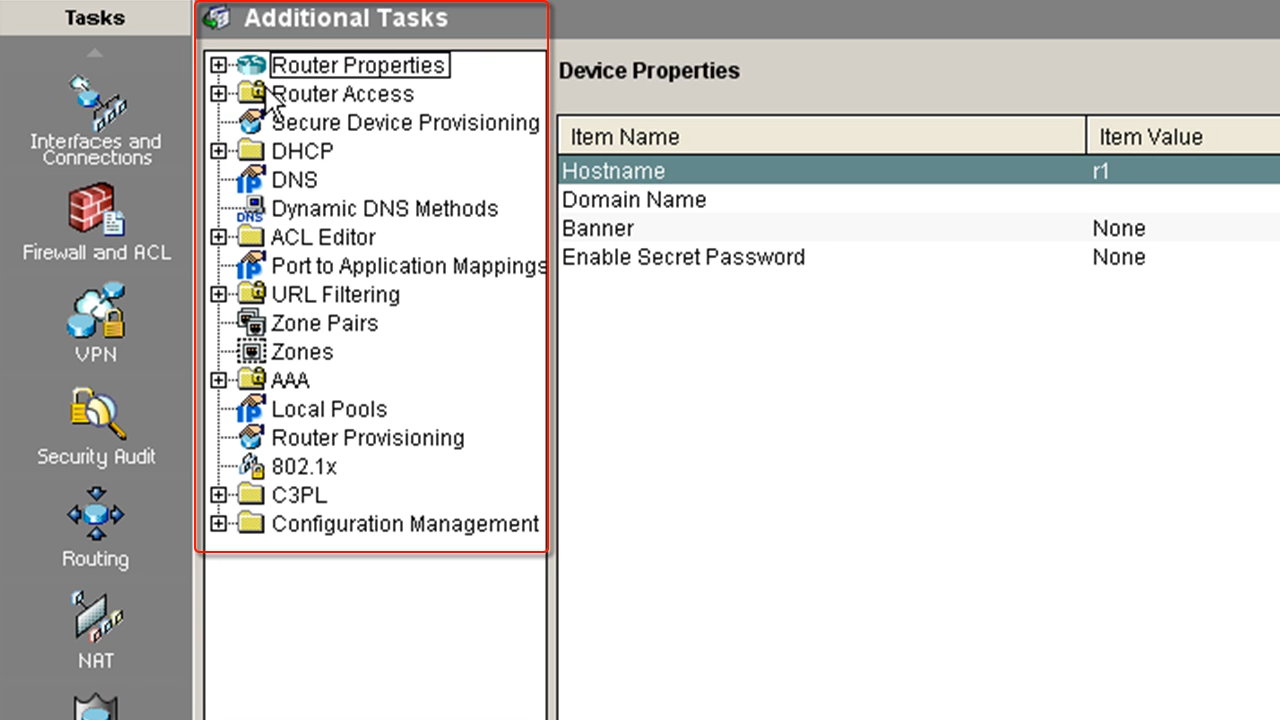 Tasks
Interfaces and
Connections
Firewall and ACL
VPN
Security Audit
Routing
NAT
Additional Tasks
Router Properties
Router Access
Secure Device Provisioning
DHCP
DNS
DNS
Dynamic DNS Methods
ACL Editor
Port to Application Mappings
URL Filtering
Zone Pairs
Zones
AAA
Local Pools
Router Provisioning
802.1x
C3PL
Configuration Management
Device Properties
Item Name Item Value
Hostname r1
Domain Name
Banner None
Enable Secret Password None